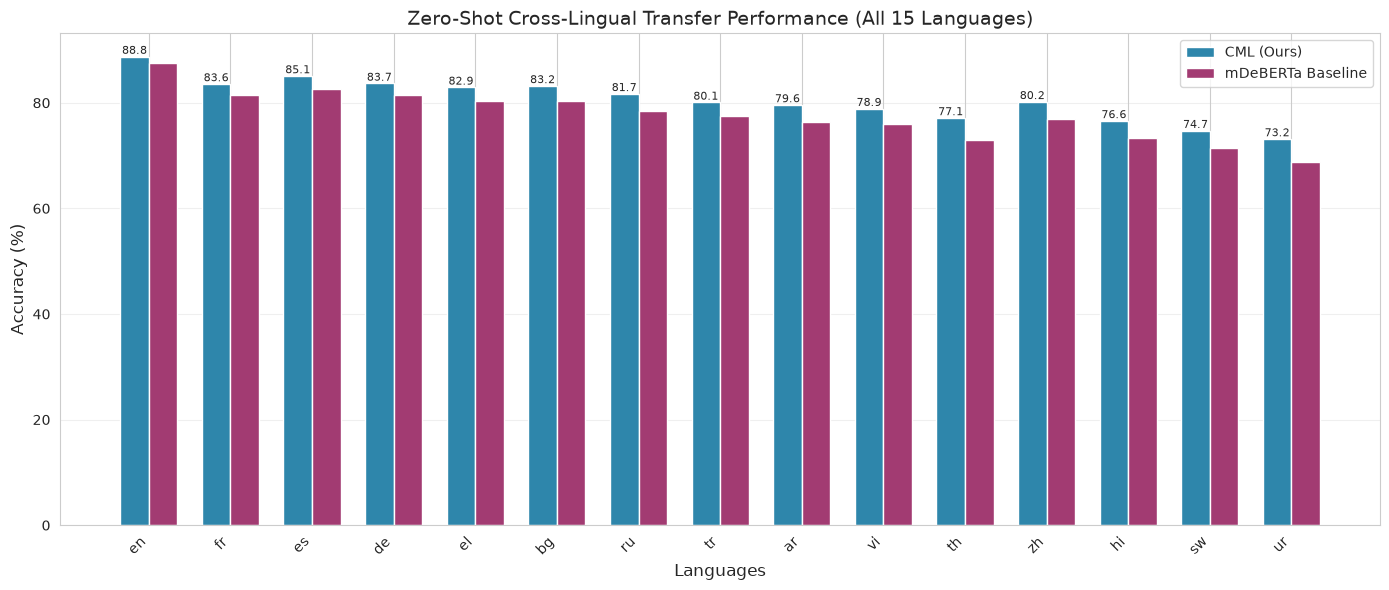 Zero-Shot Cross-Lingual Transfer Performance (All 15 Languages)
CML (Ours)
mDeBERTa Baseline
88.8 83.6 85.1 83.7 82.9 83.2 81.7 80.1 79.6 78.9 77.1 80.2 76.6 74.7 73.2
Accuracy (%)
80
60
40
20
0
en fr es de el bg ru tr ar vi th zh hi sw ur
Languages